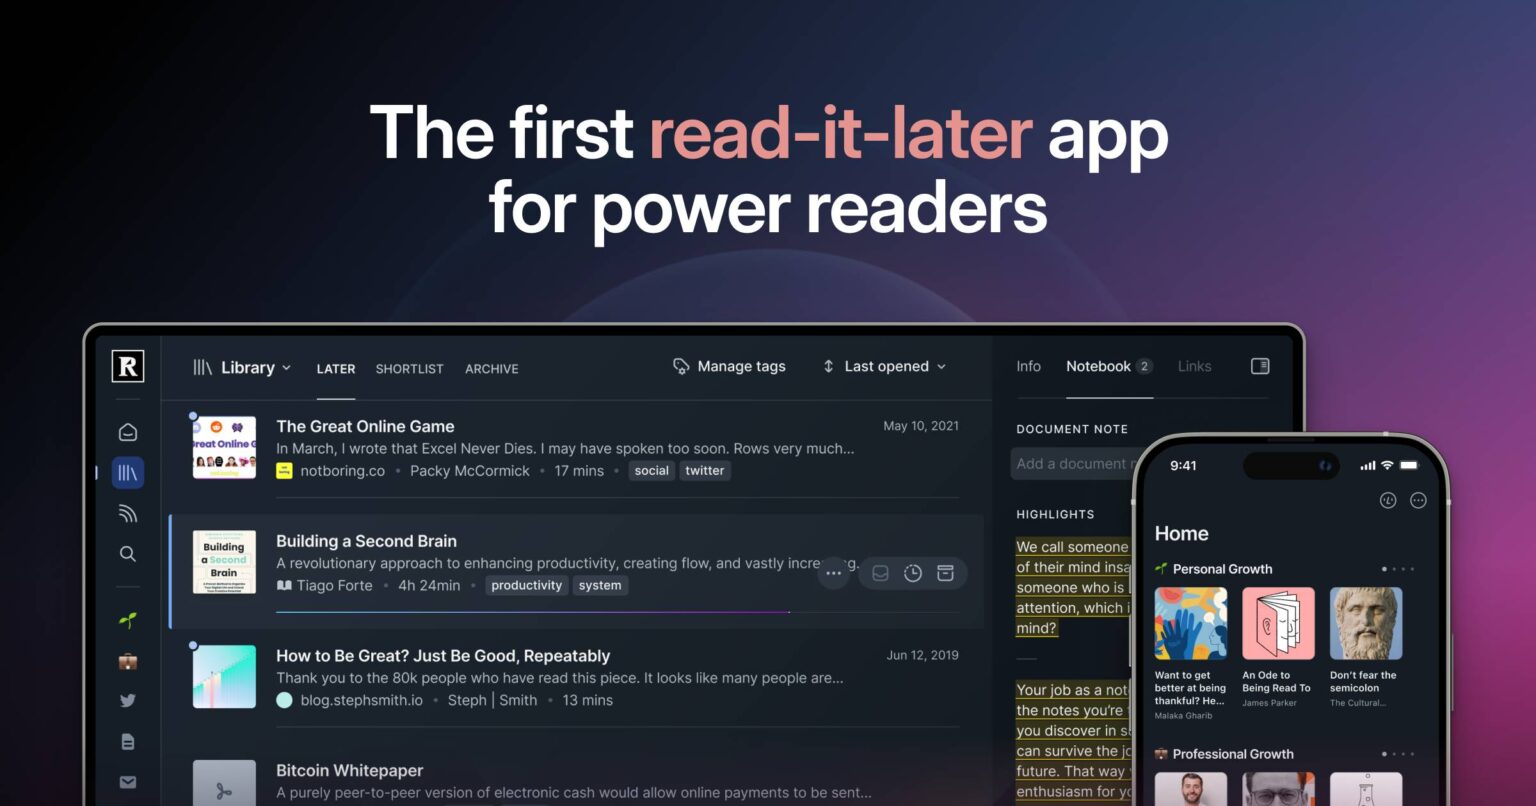 The first read-it-later app
for power readers
R
Library
LATER
SHORTLIST
ARCHIVE
Manage tags
Last opened
The Great Online Game
May 10, 2021
In March, I wrote that Excel Never Dies. I may have spoken too soon. Rows very much...
notboring.co • Packy McCormick • 17 mins • social twitter
Building
a Second
Brain
Building a Second Brain
A revolutionary approach to enhancing productivity, creating flow, and vastly
Tiago Forte • 4h 24min • productivity system
How to Be Great? Just Be Good, Repeatably
Jun 12, 2019
Thank you to the 80k people who have read this piece. It looks like many people are...
blog.stephsmith.io • Steph | Smith • 13 mins
Bitcoin Whitepaper
A purely peer-to-peer version of electronic cash would allow online payments to be sent...
Info
Notebook 2
Links
DOCUMENT NOTE
Add a document
HIGHLIGHTS
We call someone
of their mind
someone who is
attention, which
mind?
Your job as a
the notes you're
you discover in
can survive the
future. That way
enthusiasm for
9:41
Home
Personal Growth
Want to get
better at being
thankful? He...
Malaka Gharib
An Ode to
Being Read To
James Parker
Don't fear the
semicolon
The Cultural...
Professional Growth